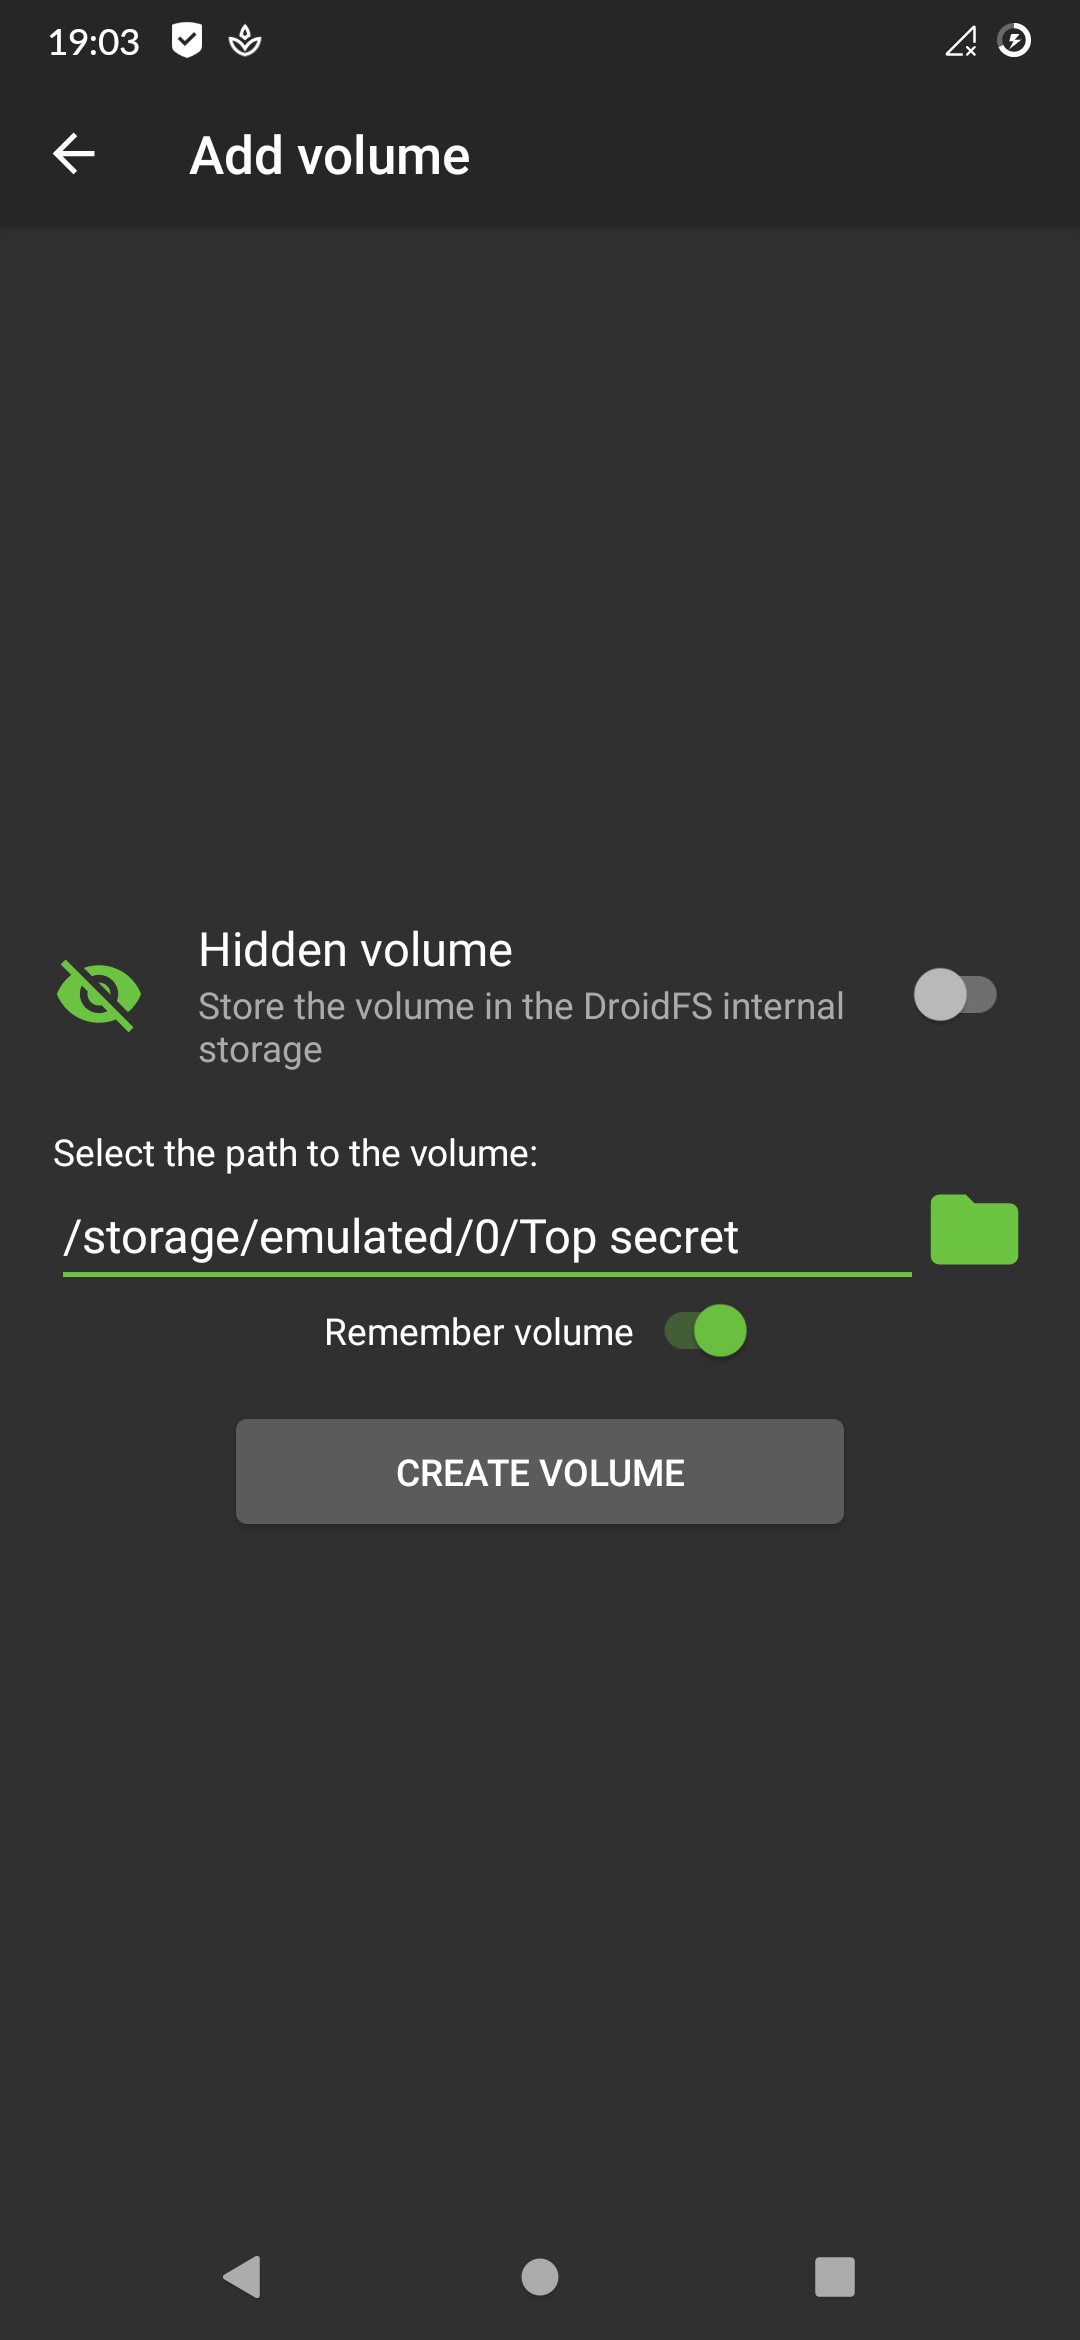 19:03
Add volume
Hidden volume
Store the volume in the DroidFS internal
storage
Select the path to the volume:
/storage/emulated/0/Top secret
Remember volume
CREATE VOLUME